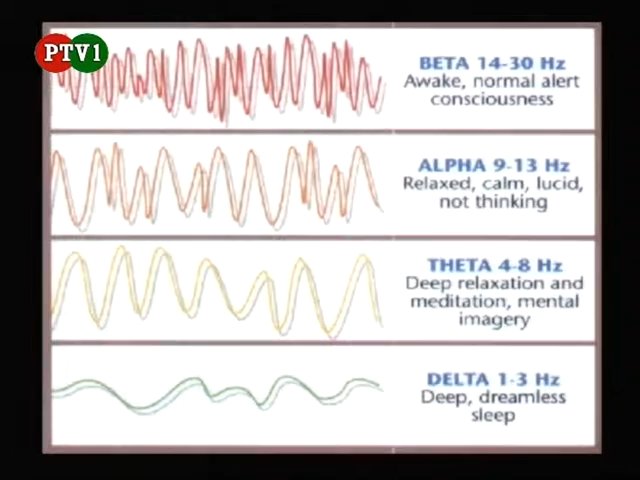 PTV1
BETA 14-30 Hz
Awake, normal alert
consciousness
ALPHA 9-13 Hz
Relaxed, calm, lucid,
not thinking
THETA 4-8 Hz
Deep relaxation and
meditation, mental
imagery
DELTA 1-3 Hz
Deep, dreamless
sleep